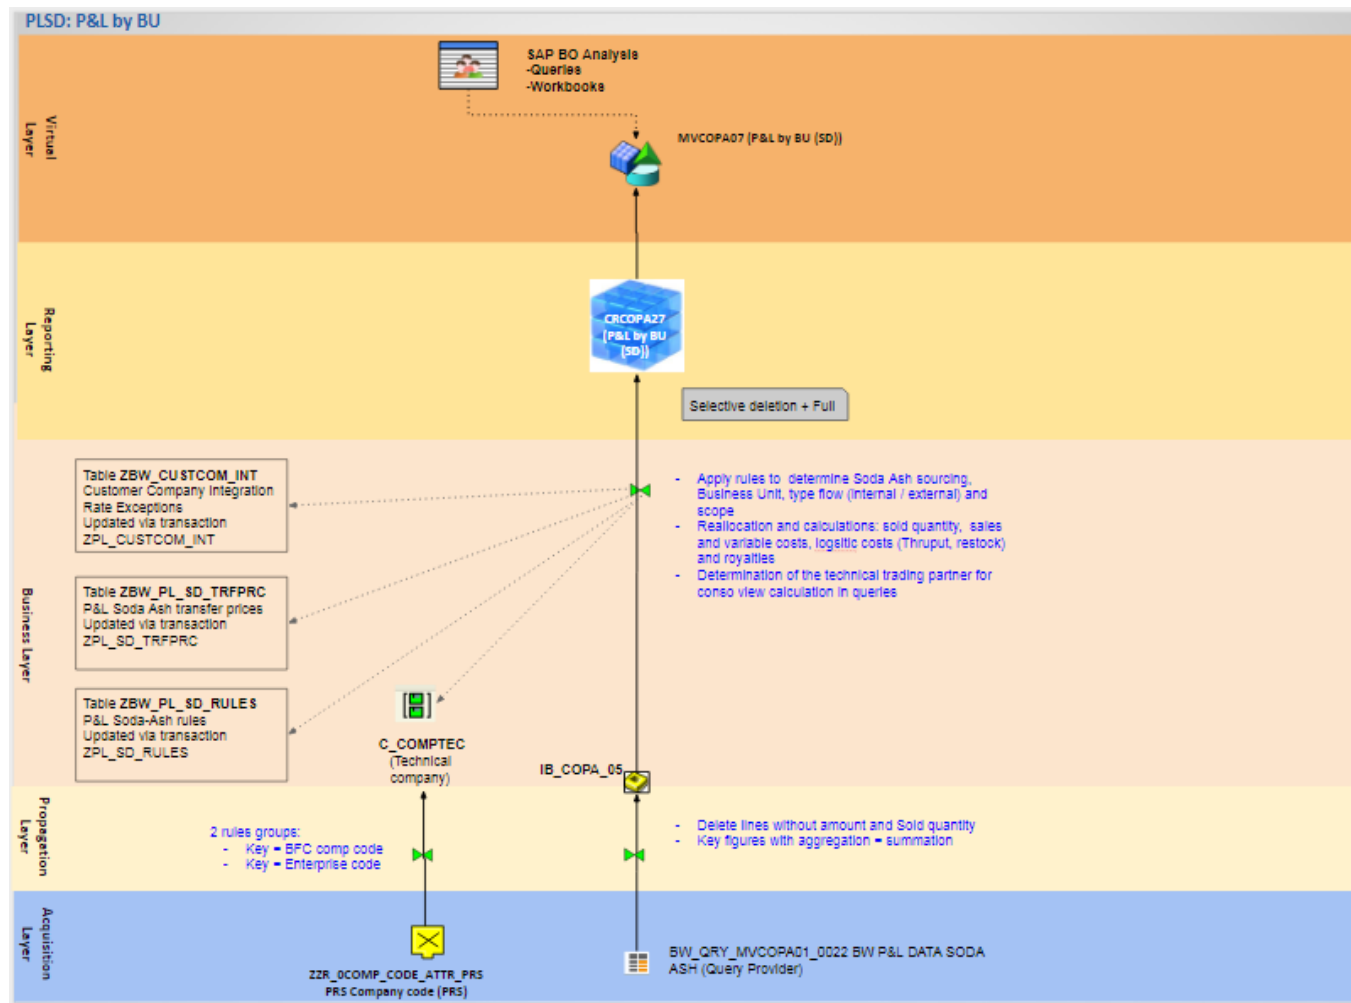 PLSD: P&L by BU
SAP BO Analysis
-Queries
-Workbooks
Virtual
Layer
MVCOPA07 (P&L by BU (SD))
Reporting
Layer
CRCOPA27
(P&L by BU
(SD))
Selective deletion + Full
Business Layer
Table ZBW_CUSTCOM_INT
Customer Company Integration
Rate Exceptions
Updated via transaction
ZPL_CUSTCOM_INT
- Apply rules to determine Soda Ash sourcing,
Business Unit, type flow (internal / external) and
scope
- Reallocation and calculations: sold quantity, sales
and variable costs, logsitic costs (Thruput, restock)
and royalties
- Determination of the technical trading partner for
conso view calculation in queries
Table ZBW_PL_SD_TRFPRC
P&L Soda Ash transfer prices
Updated via transaction
ZPL_SD_TRFPRC
Table ZBW_PL_SD_RULES
P&L Soda-Ash rules
Updated via transaction
ZPL_SD_RULES
C_COMPTEC
(Technical
company)
IB_COPA_05
Propagation
Layer
2 rules groups:
- Key = BFC comp code
- Key = Enterprise code
- Delete lines without amount and Sold quantity
- Key figures with aggregation = summation
Acquisition
Layer
ZZR_0COMP_CODE_ATTR_PRS
PRS Company code (PRS)
BW_QRY_MVCOPA01_0022 BW P&L DATA SODA
ASH (Query Provider)